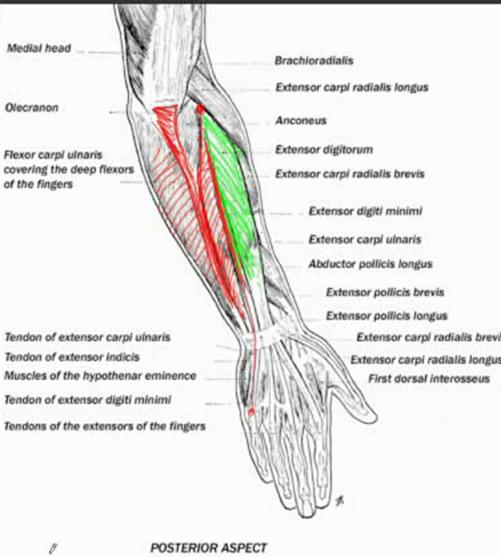 Medial head
Olecranon
Flexor carpi ulnaris
covering the deep flexors
of the fingers
Tendon of extensor carpi ulnaris
Tendon of extensor indicis
Muscles of the hypothenar eminence
Tendon of extensor digiti minimi
Tendons of the extensors of the fingers
Brachioradialis
Extensor carpi radialis longus
Anconeus
Extensor digitorum
Extensor carpi radialis brevis
Extensor digiti minimi
Extensor carpi ulnaris
Abductor pollicis longus
Extensor pollicis brevis
Extensor pollicis longus
Extensor carpi radialis brevi
Extensor carpi radialis longus
First dorsal interosseus
POSTERIOR ASPECT